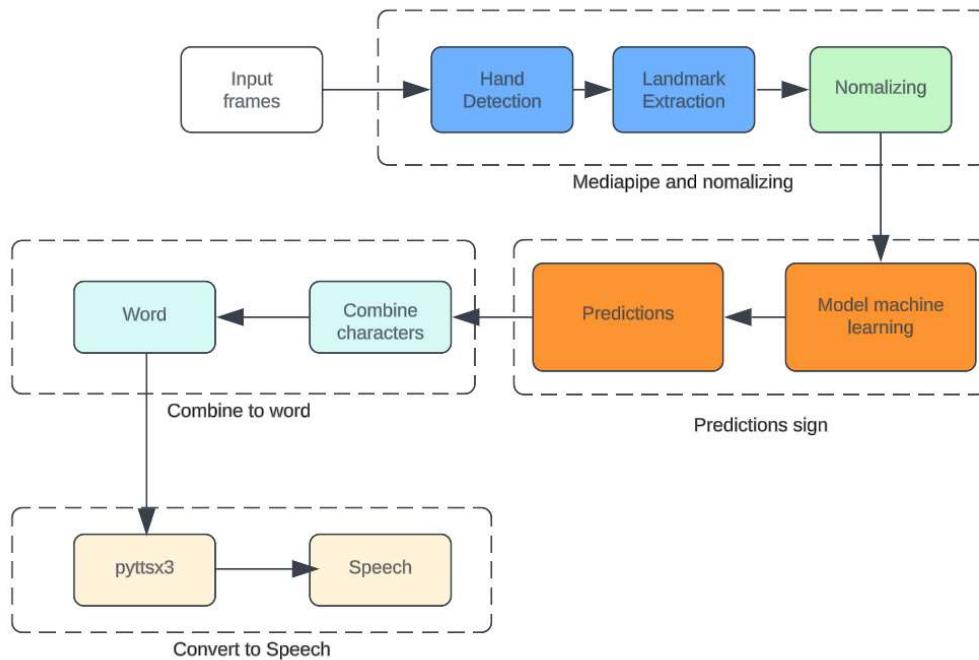 Input
frames
Hand
Detection
Landmark
Extraction
Nomalizing
Mediapipe and nomalizing
Model machine
learning
Predictions
Predictions sign
Combine
characters
Word
Combine to word
pyttsx3
Speech
Convert to Speech